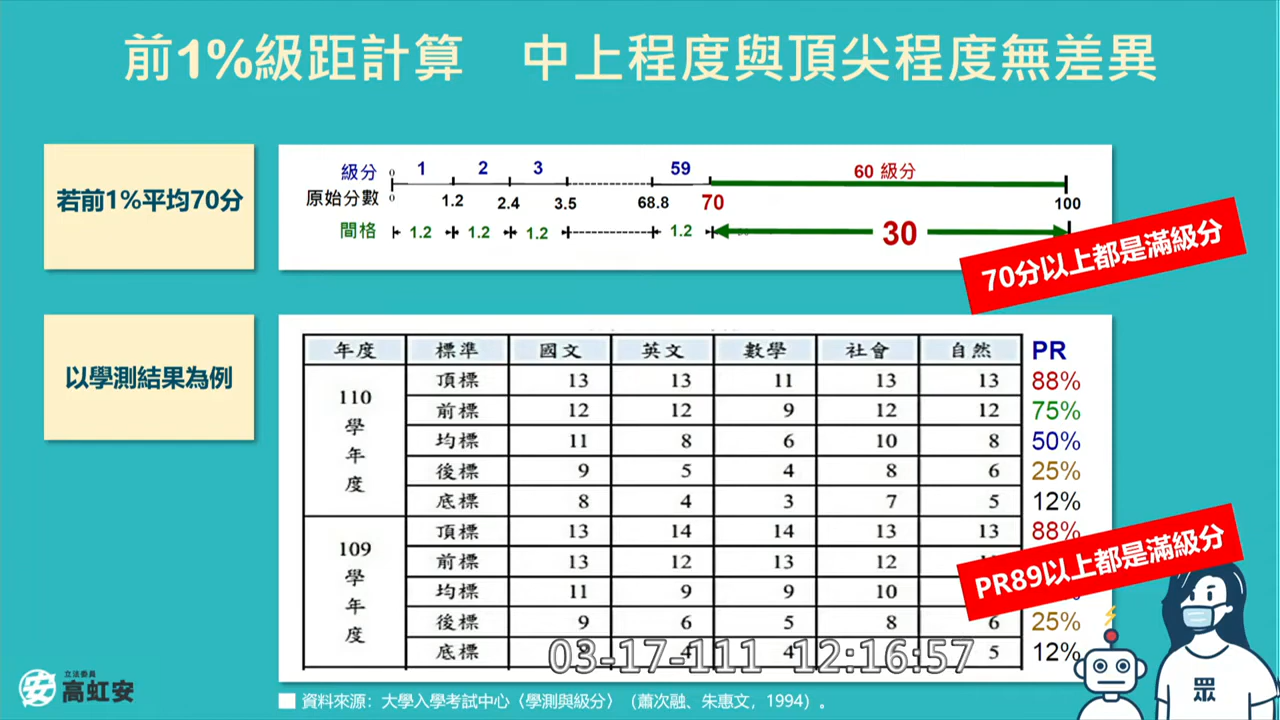 前1%級距計算 中上程度與頂尖程度無差異
若前1%平均70分
級分 0 1 2 3 59 60 級分
原始分數 0 1.2 2.4 3.5 68.8 70 100
間格 1.2 1.2 1.2 1.2 30
70分以上都是滿級分
以學測結果為例
年度 標準 國文 英文 數學 社會 自然 PR
110學年度
頂標 13 13 11 13 13 88%
前標 12 12 9 12 12 75%
均標 11 8 6 10 8 50%
後標 9 5 4 8 6 25%
底標 8 4 3 7 5 12%
109學年度
頂標 13 14 14 13 13 88%
前標 13 12 13 12
均標 11 9 9 10
後標 9 6 5 8 6 25%
底標 4 4 5 12%
PR89以上都是滿級分
03-17-111 12:16:57
眾
安 立法委員
高虹安
資料來源：大學入學考試中心〈學測與級分〉（蕭次融、朱惠文，1994）。